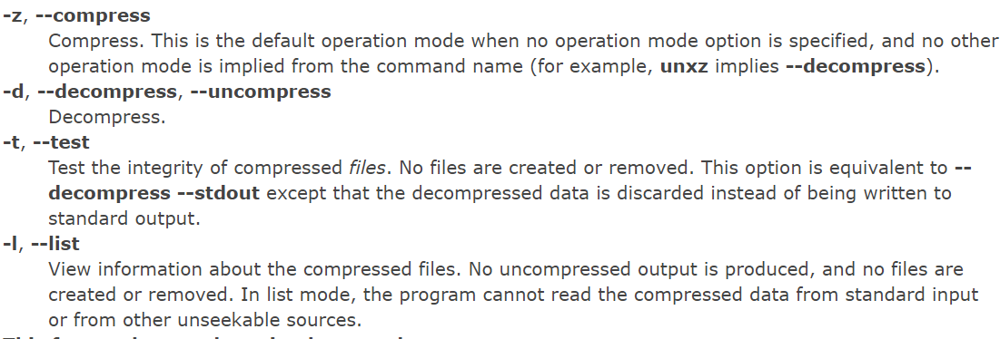 -z, --compress
Compress. This is the default operation mode when no operation mode option is specified, and no other
operation mode is implied from the command name (for example, unxz implies --decompress).
-d, --decompress, --uncompress
Decompress.
-t, --test
Test the integrity of compressed files. No files are created or removed. This option is equivalent to --
decompress --stdout except that the decompressed data is discarded instead of being written to
standard output.
-l, --list
View information about the compressed files. No uncompressed output is produced, and no files are
created or removed. In list mode, the program cannot read the compressed data from standard input
or from other unseekable sources.